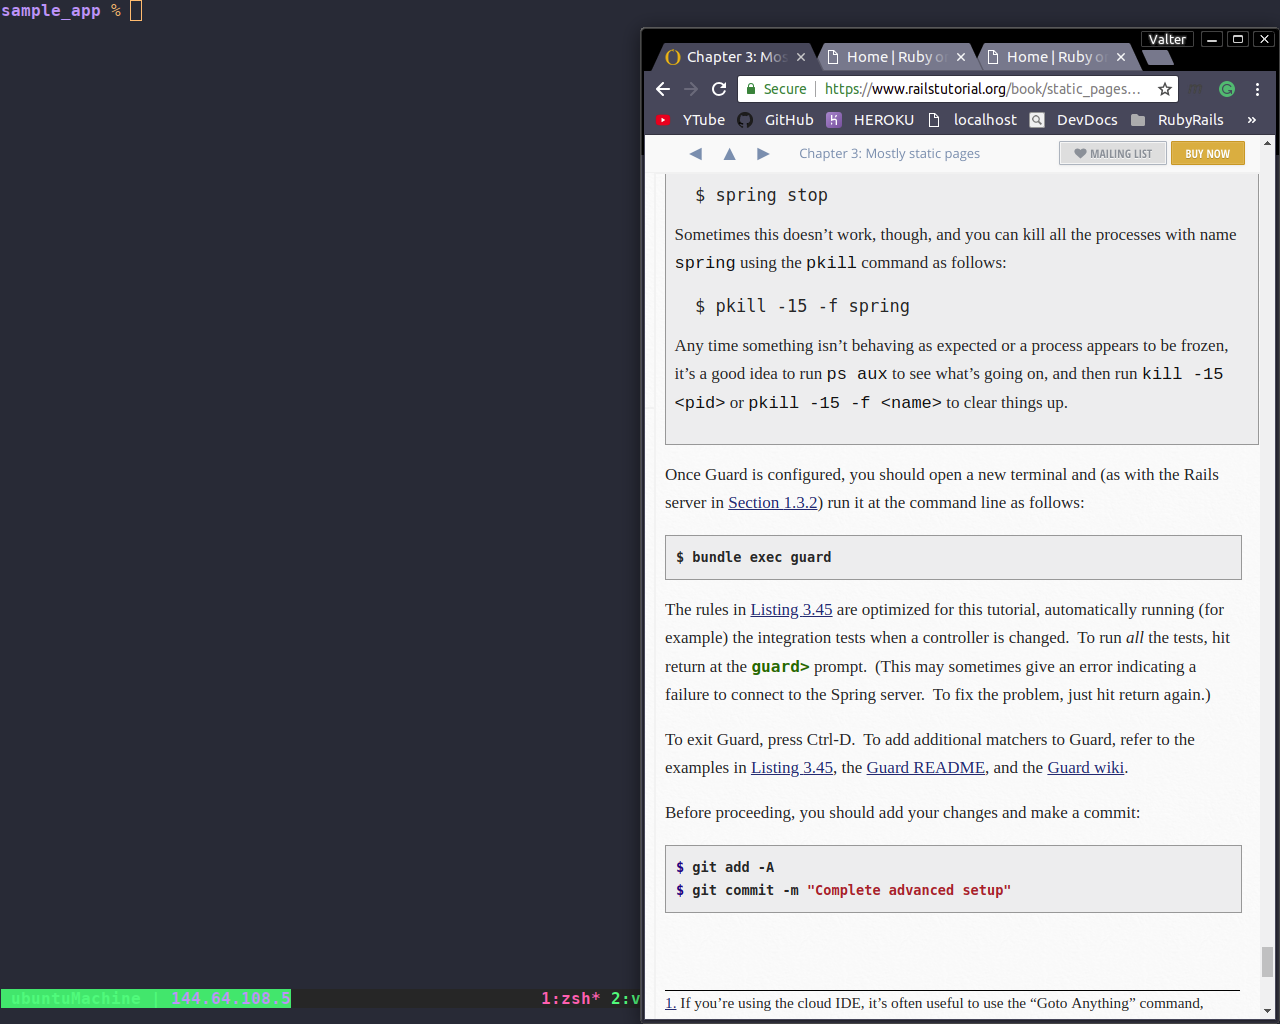 sample_app %
Valter
Chapter 3: Mos
Home | Ruby o
Home | Ruby o
Secure
https://www.railstutorial.org/book/static_pages...
YTube
GitHub
HEROKU
localhost
DevDocs
RubyRails
»
Chapter 3: Mostly static pages
MAILING LIST
BUY NOW
$ spring stop
Sometimes this doesn’t work, though, and you can kill all the processes with name
spring using the pkill command as follows:
$ pkill -15 -f spring
Any time something isn’t behaving as expected or a process appears to be frozen,
it’s a good idea to run ps aux to see what’s going on, and then run kill -15
<pid> or pkill -15 -f <name> to clear things up.
Once Guard is configured, you should open a new terminal and (as with the Rails
server in Section 1.3.2) run it at the command line as follows:
$ bundle exec guard
The rules in Listing 3.45 are optimized for this tutorial, automatically running (for
example) the integration tests when a controller is changed. To run all the tests, hit
return at the guard> prompt. (This may sometimes give an error indicating a
failure to connect to the Spring server. To fix the problem, just hit return again.)
To exit Guard, press Ctrl-D. To add additional matchers to Guard, refer to the
examples in Listing 3.45, the Guard README, and the Guard wiki.
Before proceeding, you should add your changes and make a commit:
$ git add -A
$ git commit -m "Complete advanced setup"
1. If you’re using the cloud IDE, it’s often useful to use the “Goto Anything” command,
ubuntuMachine | 144.64.108.5
1:zsh* 2:v